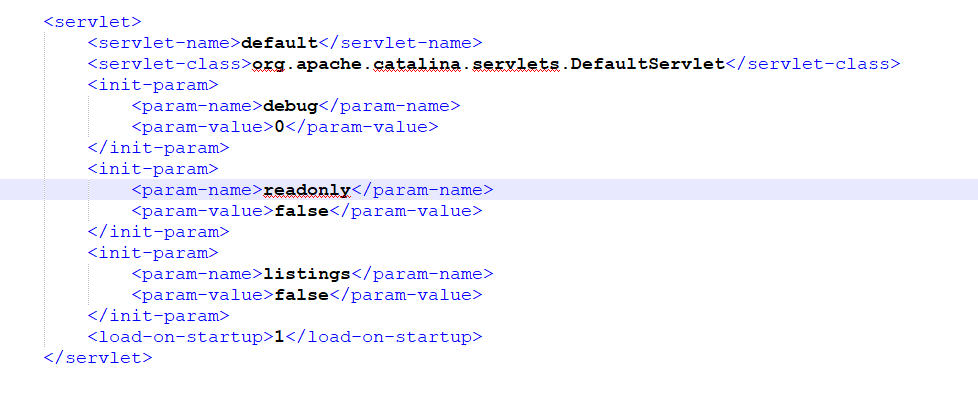 <servlet>
<servlet-name>default</servlet-name>
<servlet-class>org.apache.catalina.servlets.DefaultServlet</servlet-class>
<init-param>
<param-name>debug</param-name>
<param-value>0</param-value>
</init-param>
<init-param>
<param-name>readonly</param-name>
<param-value>false</param-value>
</init-param>
<init-param>
<param-name>listings</param-name>
<param-value>false</param-value>
</init-param>
<load-on-startup>1</load-on-startup>
</servlet>